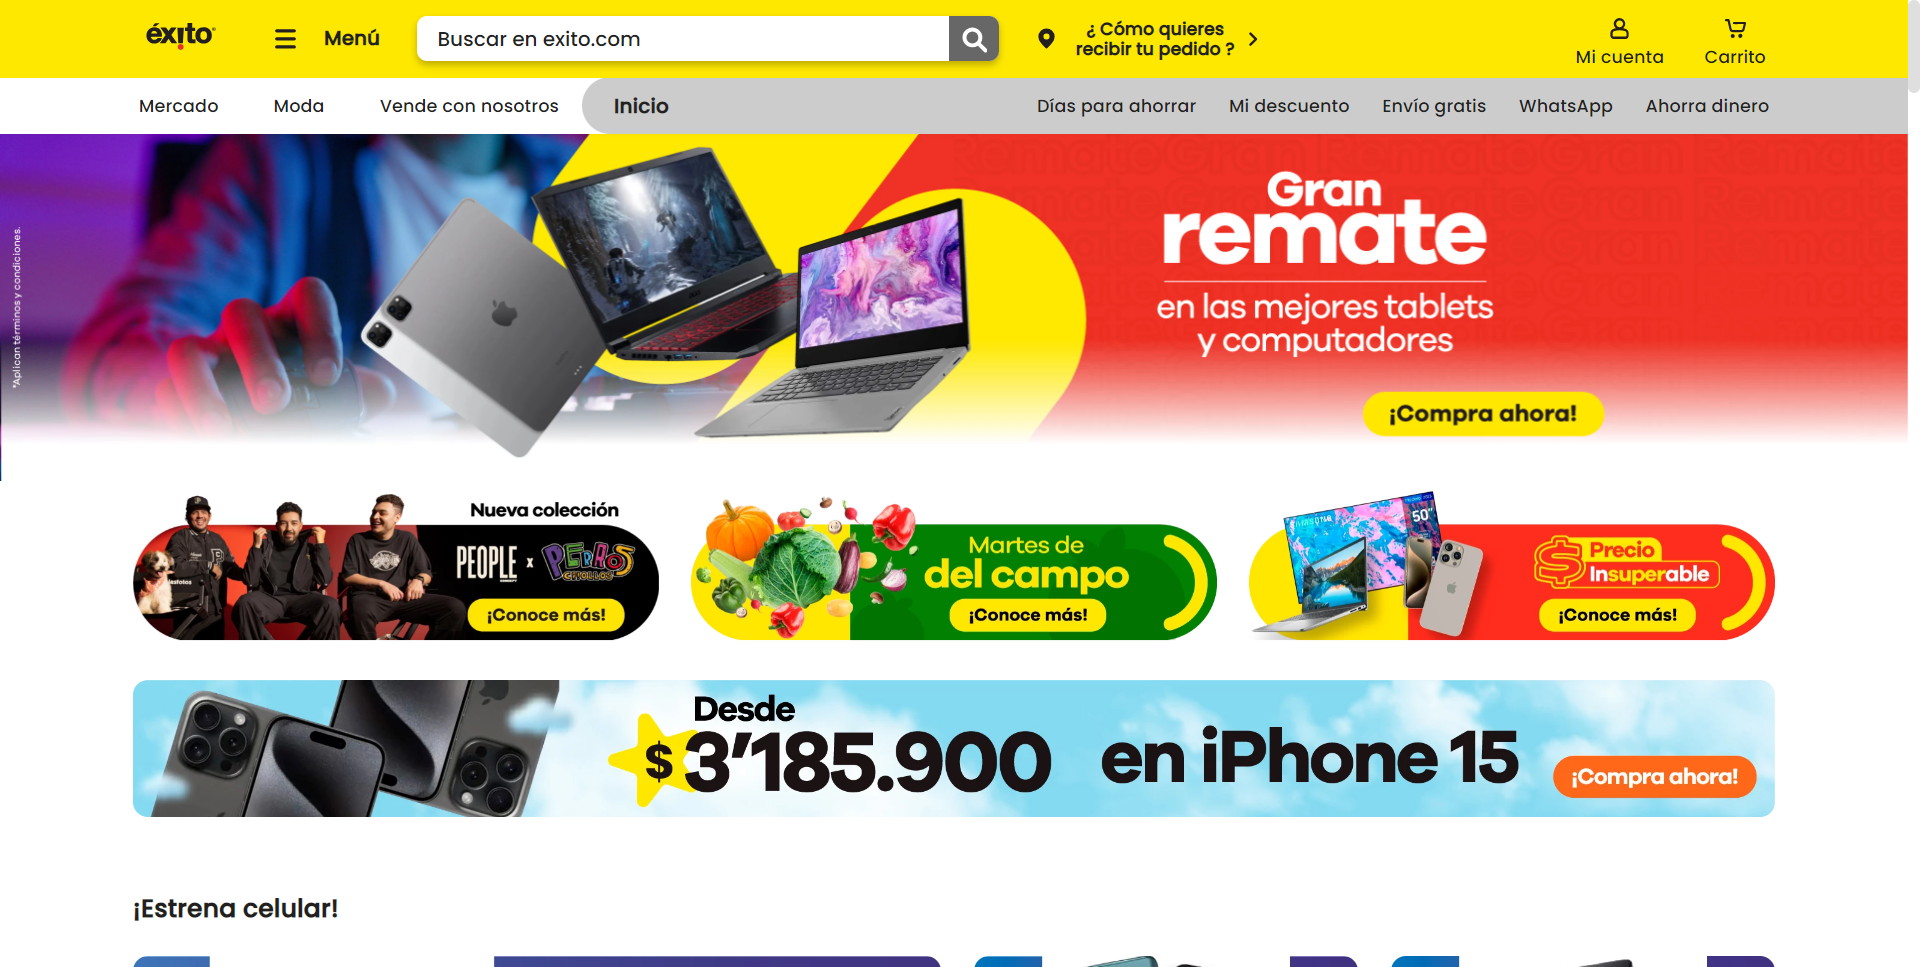 éxito
Menú
Buscar en exito.com
¿ Cómo quieres
recibir tu pedido ?
Mi cuenta
Carrito
Mercado
Moda
Vende con nosotros
Inicio
Días para ahorrar
Mi descuento
Envío gratis
WhatsApp
Ahorra dinero
*Aplican términos y condiciones.
Gran
remate
en las mejores tablets
y computadores
¡Compra ahora!
Nueva colección
PEOPLE x PERROS
CRIOLLOS
¡Conoce más!
Martes de
del campo
¡Conoce más!
SAMSUNG
50"
Precio
Insuperable
¡Conoce más!
Desde
$ 3'185.900 en iPhone 15
¡Compra ahora!
¡Estrena celular!